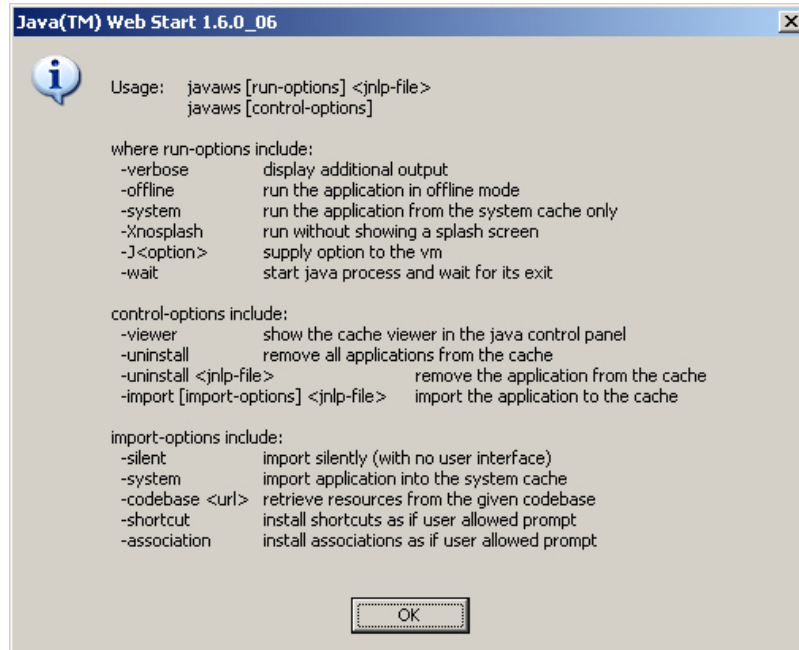 Java(TM) Web Start 1.6.0_06
Usage: javaws [run-options] <jnlp-file>
javaws [control-options]
where run-options include:
-verbose display additional output
-offline run the application in offline mode
-system run the application from the system cache only
-Xnosplash run without showing a splash screen
-J<option> supply option to the vm
-wait start java process and wait for its exit
control-options include:
-viewer show the cache viewer in the java control panel
-uninstall remove all applications from the cache
-uninstall <jnlp-file> remove the application from the cache
-import [import-options] <jnlp-file> import the application to the cache
import-options include:
-silent import silently (with no user interface)
-system import application into the system cache
-codebase <url> retrieve resources from the given codebase
-shortcut install shortcuts as if user allowed prompt
-association install associations as if user allowed prompt
OK